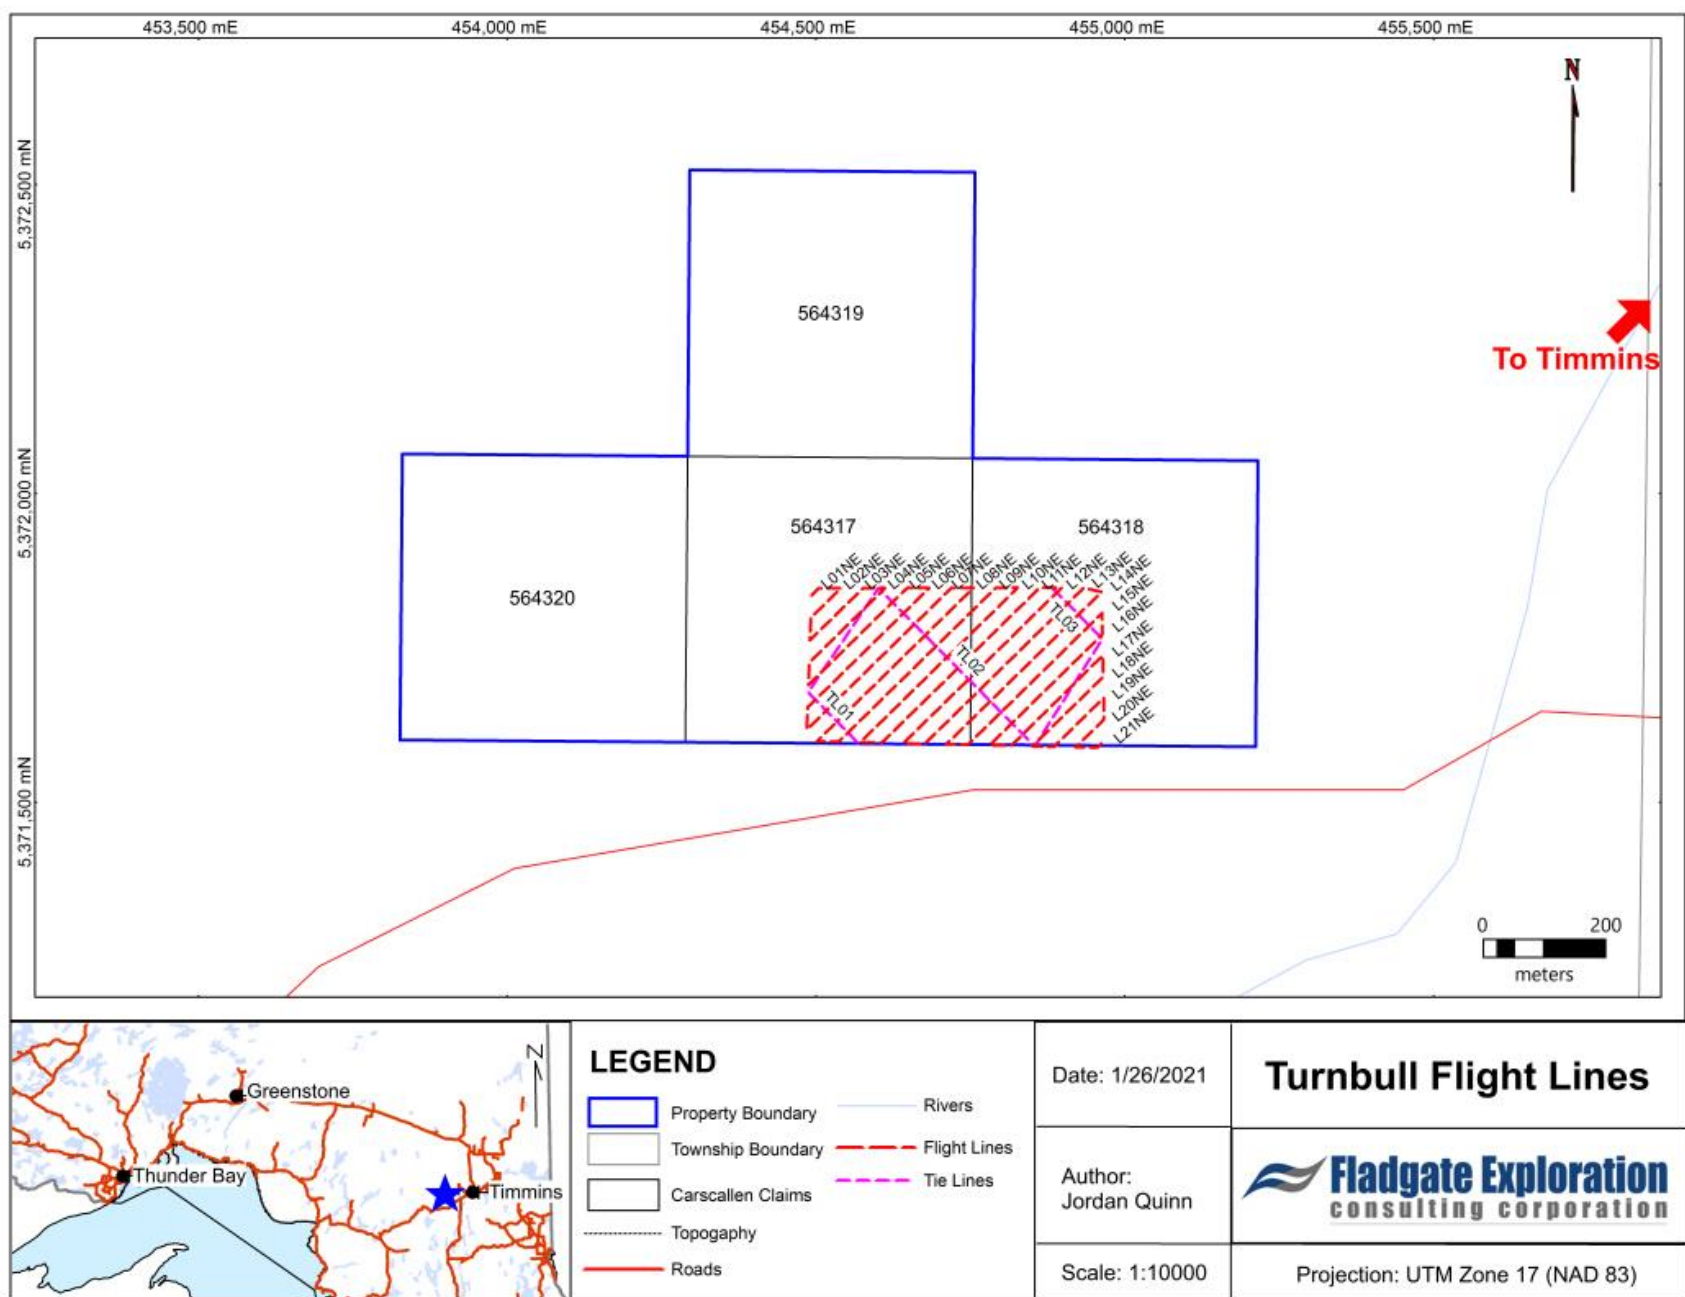 453,500 mE
454,000 mE
454,500 mE
455,000 mE
455,500 mE
N
5,372,500 mN
5,372,000 mN
5,371,500 mN
564319
To Timmins
564317
564318
564320
L01NE
L02NE
L03NE
L04NE
L05NE
L06NE
L07NE
L08NE
L09NE
L10NE
L11NE
L12NE
L13NE
L14NE
L15NE
L16NE
L17NE
L18NE
L19NE
L20NE
L21NE
TL03
TL02
TL01
0 200
meters
N
Greenstone
Thunder Bay
Timmins
LEGEND
Property Boundary
Township Boundary
Carscallen Claims
Topogaphy
Roads
Rivers
Flight Lines
Tie Lines
Date: 1/26/2021
Author:
Jordan Quinn
Scale: 1:10000
Turnbull Flight Lines
Fladgate Exploration
consulting corporation
Projection: UTM Zone 17 (NAD 83)